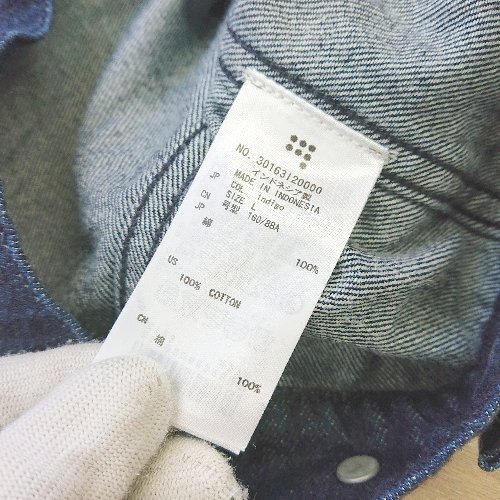 NO. 30163120000
JP インドネシア製
MADE IN INDONESIA
COL Indigo
CN SIZE L
JP 号型 160/88A
綿 100%
US
100% COTTON
CN 棉 100%